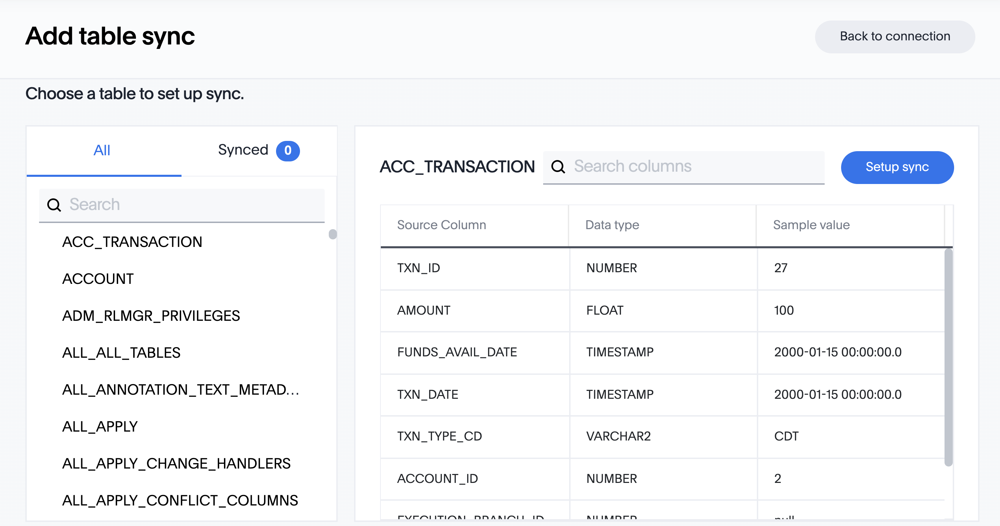 Add table sync
Back to connection
Choose a table to set up sync.
All
Synced 0
Search
ACC_TRANSACTION
ACCOUNT
ADM_RLMGR_PRIVILEGES
ALL_ALL_TABLES
ALL_ANNOTATION_TEXT_METAD...
ALL_APPLY
ALL_APPLY_CHANGE_HANDLERS
ALL_APPLY_CONFLICT_COLUMNS
ACC_TRANSACTION
Search columns
Setup sync
Source Column Data type Sample value
TXN_ID NUMBER 27
AMOUNT FLOAT 100
FUNDS_AVAIL_DATE TIMESTAMP 2000-01-15 00:00:00.0
TXN_DATE TIMESTAMP 2000-01-15 00:00:00.0
TXN_TYPE_CD VARCHAR2 CDT
ACCOUNT_ID NUMBER 2
EXECUTION_BRANCH_ID NUMBER null